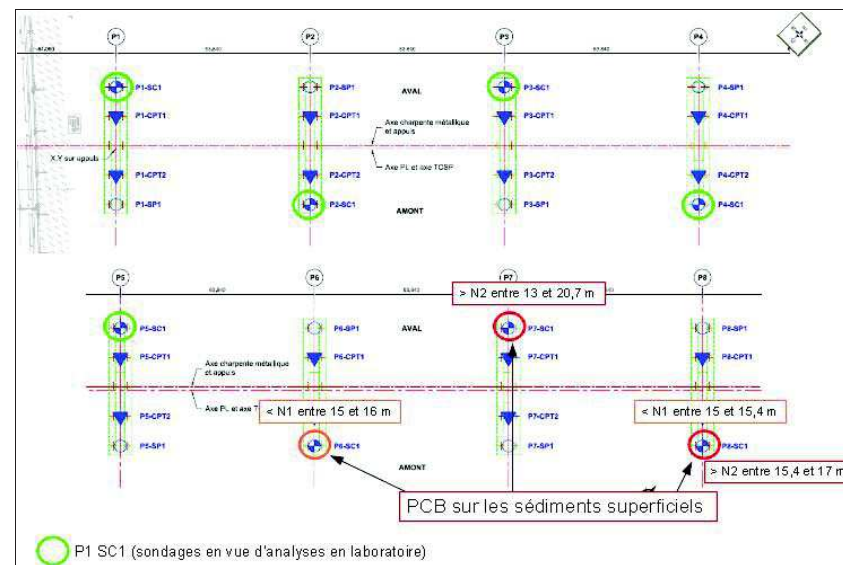 P1
P2
P3
P4
P1-SC1
P2-SP1
AVAL
P3-SC1
P4-SP1
P1-CPT1
P2-CPT1
P3-CPT1
P4-CPT1
Axe charpente métallique
et appuis
X.Y sur appuis
Axe PL et axe TCSP
P1-CPT2
P2-CPT2
P3-CPT2
P4-CPT2
P1-SP1
P2-SC1
AMONT
P3-SP1
P4-SC1
P5
P6
P7
P8
> N2 entre 13 et 20,7 m
P5-SC1
P6-SP1
AVAL
P7-SC1
P8-SP1
P5-CPT1
P6-CPT1
P7-CPT1
P8-CPT1
Axe charpente métallique
et appuis
Axe PL et axe T
< N1 entre 15 et 16 m
< N1 entre 15 et 15,4 m
P5-CPT2
P7-CPT2
P5-SP1
P6-SC1
P7-SP1
P8-SC1
AMONT
> N2 entre 15,4 et 17 m
PCB sur les sédiments superficiels
P1 SC1 (sondages en vue d'analyses en laboratoire)